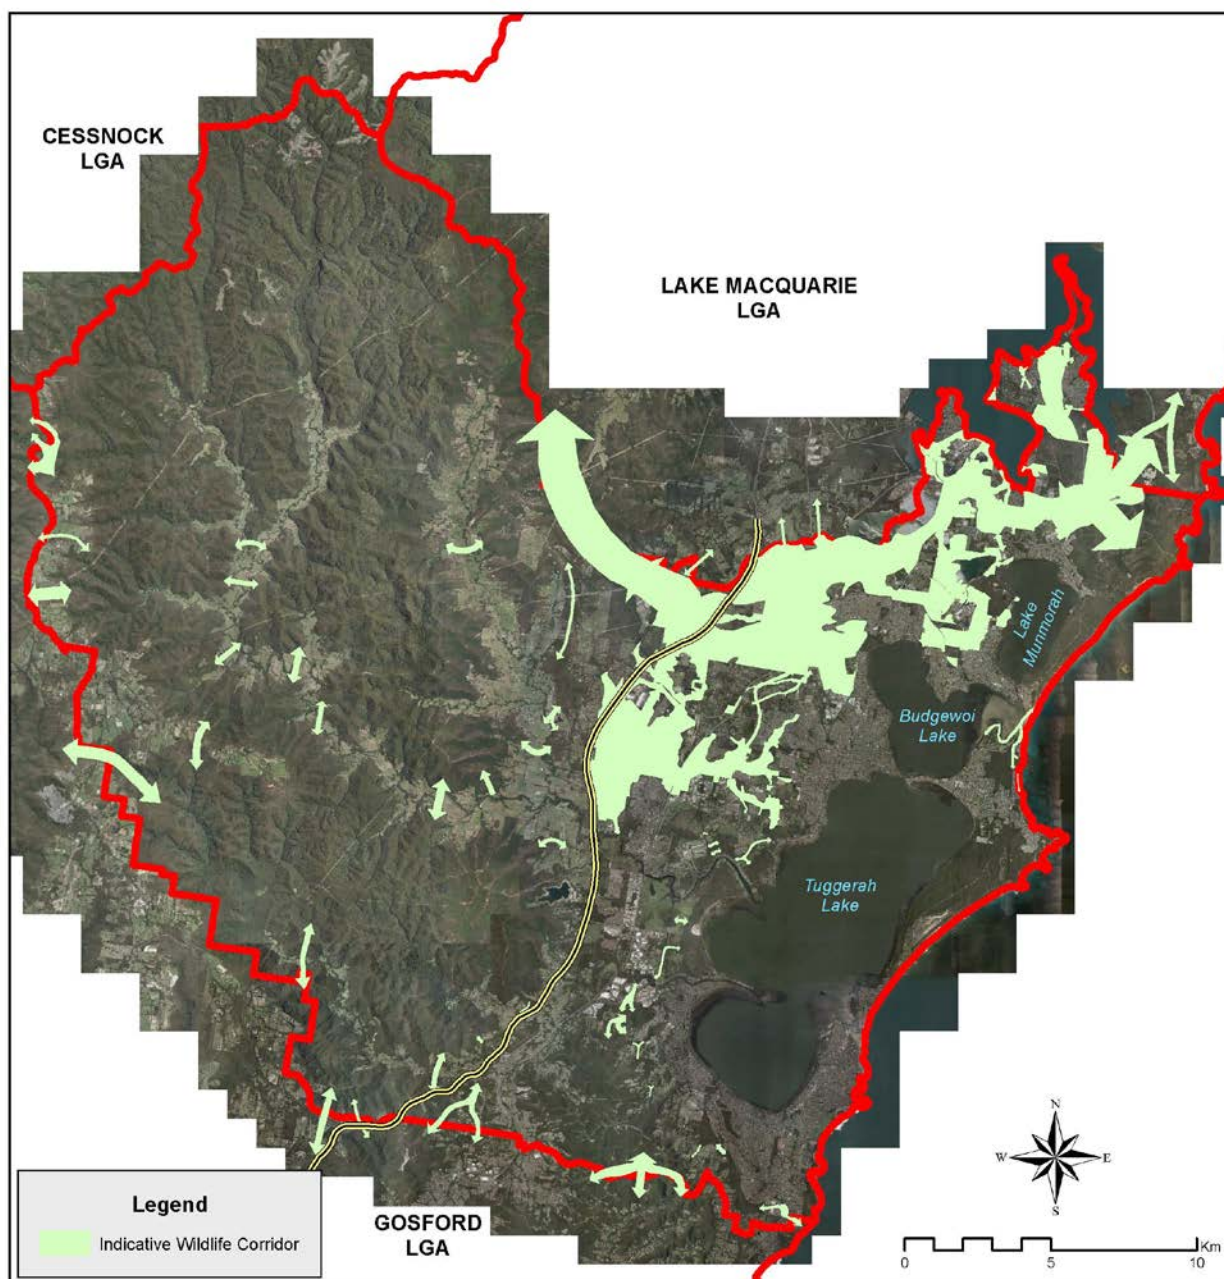 CESSNOCK
LGA
LAKE MACQUARIE
LGA
Lake
Munmorah
Budgewoi
Lake
Tuggerah
Lake
N
W
E
S
Legend
Indicative Wildlife Corridor
GOSFORD
LGA
Km
0
5
10